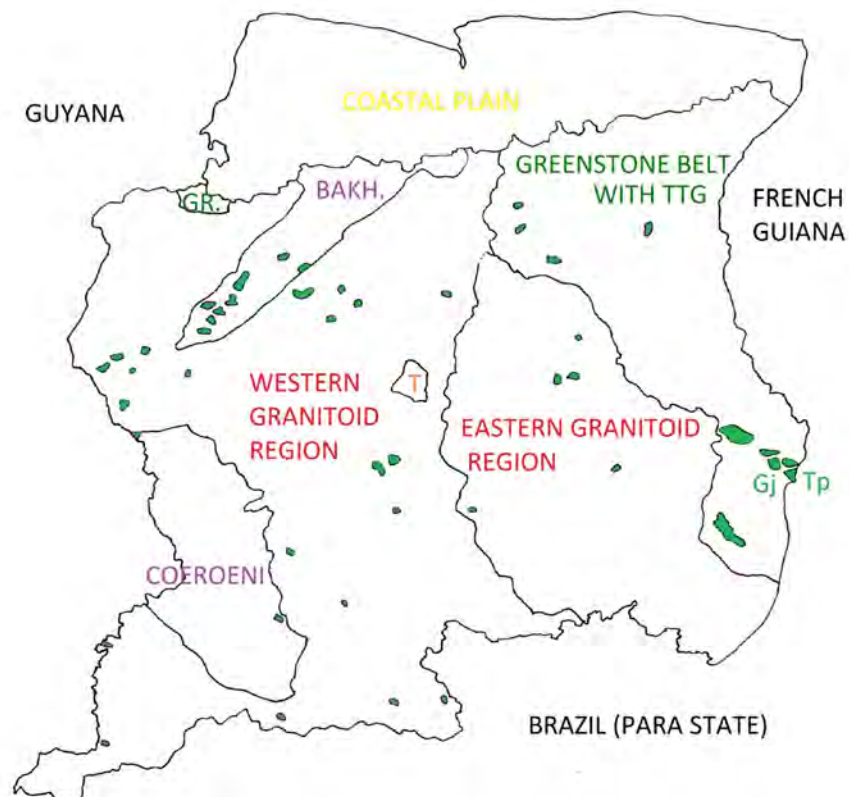 COASTAL PLAIN
GUYANA
GREENSTONE BELT
WITH TTG
BAKH,
GR.
FRENCH
GUIANA
WESTERN
GRANITOID
REGION
T
EASTERN GRANITOID
REGION
Gj Tp
COEROENI
BRAZIL (PARA STATE)